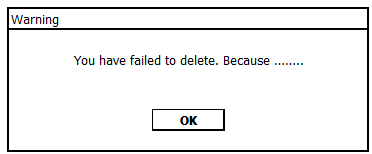 Warning
You have failed to delete. Because ........
OK